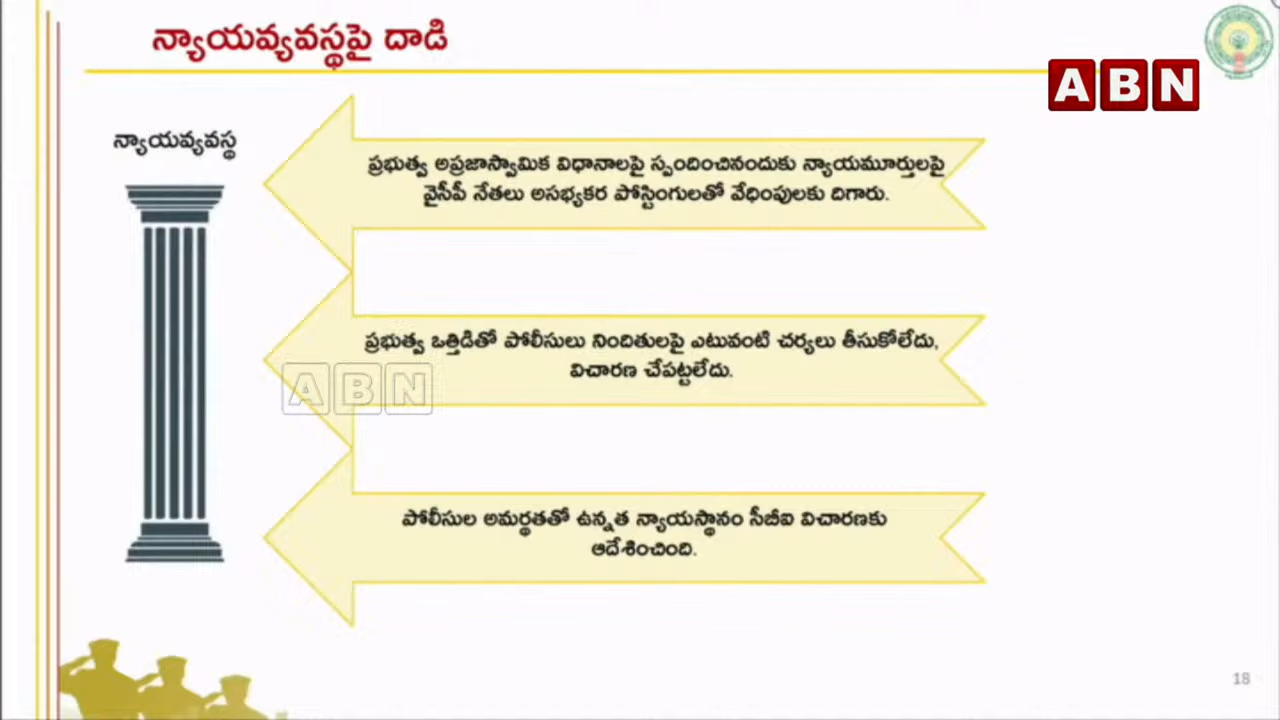 న్యాయవ్యవస్థపై దాడి
ABN
న్యాయవ్యవస్థ
ప్రభుత్వ అప్రజాస్వామిక విధానాలపై స్పందించినందుకు న్యాయమూర్తులపై
వైసీపీ నేతలు అసభ్యకర పోస్టింగులతో వేధింపులకు దిగారు.
ప్రభుత్వ ఒత్తిడితో పోలీసులు నిందితులపై ఎటువంటి చర్యలు తీసుకోలేదు,
విచారణ చేపట్టలేదు.
ABN
పోలీసుల అమర్థతతో ఉన్నత న్యాయస్థానం సీబీఐ విచారణకు
ఆదేశించింది.
18